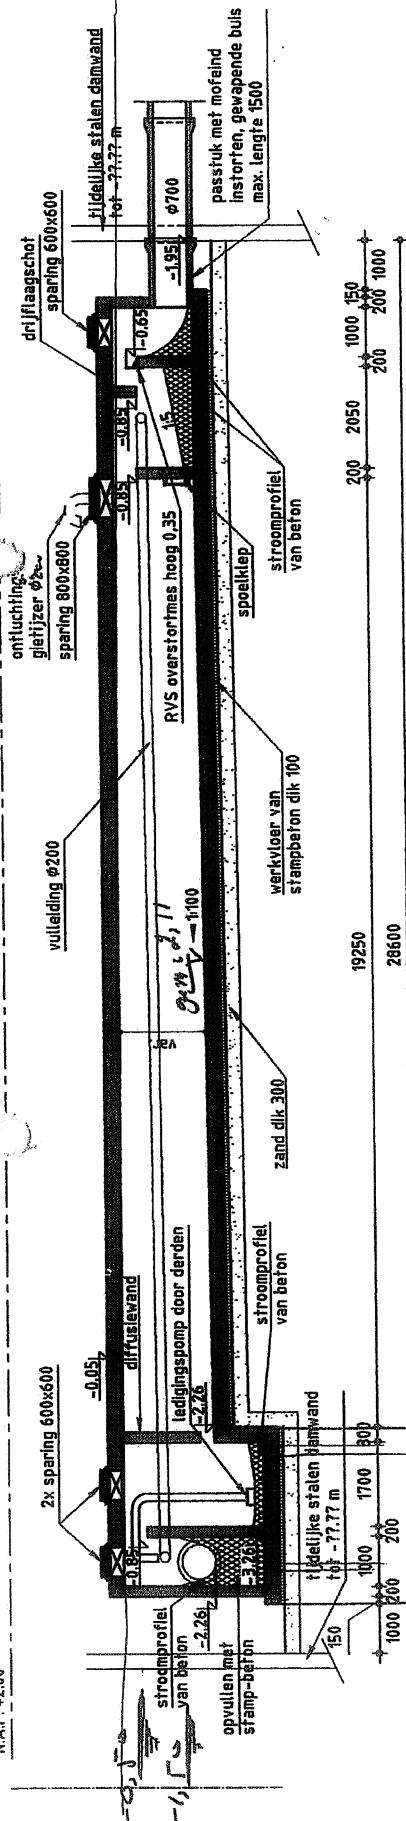 2x sparing 600x600
-0.05
diffusiewand
ledigingspomp door derden
-2.26
-0.85
-3.26
-2.26
stroomprofiel
van beton
opvullen met
stamp-beton
stroomprofiel
van beton
tijdelijke stalen damwand
tot -??.?? m
zand dik 300
var
1:100
vulleiding ϕ200
werkvloer van
stampbeton dik 100
ontluchting
gietijzer
sparing 800x800
-0.85
-0.85
RVS overstortmes hoog 0,35
spoelklep
stroomprofiel
van beton
1:5
drijflaagschot
sparing 600x600
-0.65
-1.95
ϕ700
tijdelijke stalen damwand
tot -??.?? m
passtuk met mofeind
instorten, gewapende buis
max. lengte 1500
1000
150
200
1000
200
1700
300
19250
200
2050
200
1000
200
150
1000
28600